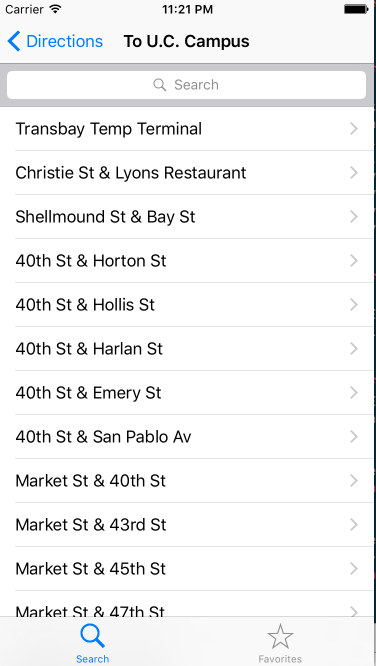 Carrier 11:21 PM
Directions To U.C. Campus
Search
Transbay Temp Terminal
Christie St & Lyons Restaurant
Shellmound St & Bay St
40th St & Horton St
40th St & Hollis St
40th St & Harlan St
40th St & Emery St
40th St & San Pablo Av
Market St & 40th St
Market St & 43rd St
Market St & 45th St
Market St & 47th St
Search Favorites